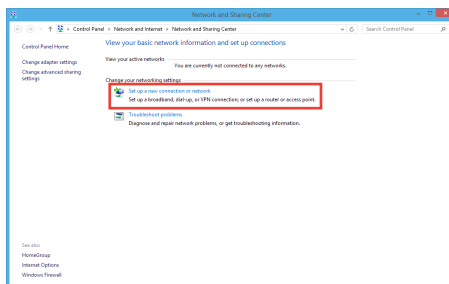 Network and Sharing Center
Control Panel Network and Internet Network and Sharing Center
Search Control Panel
Control Panel Home
Change adapter settings
Change advanced sharing
settings
View your basic network information and set up connections
View your active networks
You are currently not connected to any networks.
Change your networking settings
Set up a new connection or network
Set up a broadband, dial-up, or VPN connection; or set up a router or access point.
Troubleshoot problems
Diagnose and repair network problems, or get troubleshooting information.
See also
HomeGroup
Internet Options
Windows Firewall